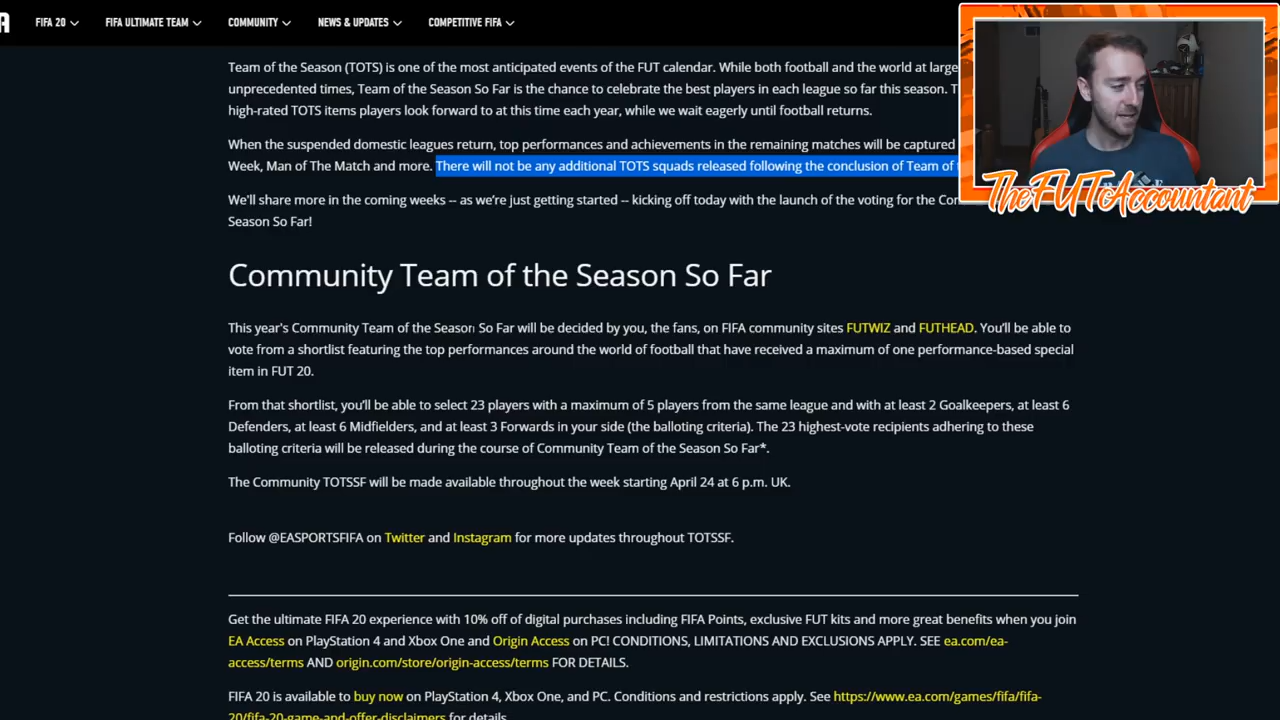 FIFA 20
FIFA ULTIMATE TEAM
COMMUNITY
NEWS & UPDATES
COMPETITIVE FIFA
Team of the Season (TOTS) is one of the most anticipated events of the FUT calendar. While both football and the world at large
unprecedented times, Team of the Season So Far is the chance to celebrate the best players in each league so far this season.
high-rated TOTS items players look forward to at this time each year, while we wait eagerly until football returns.
When the suspended domestic leagues return, top performances and achievements in the remaining matches will be captured
Week, Man of The Match and more. There will not be any additional TOTS squads released following the conclusion of Team of
We'll share more in the coming weeks -- as we're just getting started -- kicking off today with the launch of the voting for the
Season So Far!
TheFUTAccountant
Community Team of the Season So Far
This year's Community Team of the Season So Far will be decided by you, the fans, on FIFA community sites FUTWIZ and FUTHEAD. You'll be able to
vote from a shortlist featuring the top performances around the world of football that have received a maximum of one performance-based special
item in FUT 20.
From that shortlist, you'll be able to select 23 players with a maximum of 5 players from the same league and with at least 2 Goalkeepers, at least 6
Defenders, at least 6 Midfielders, and at least 3 Forwards in your side (the balloting criteria). The 23 highest-vote recipients adhering to these
balloting criteria will be released during the course of Community Team of the Season So Far*.
The Community TOTSSF will be made available throughout the week starting April 24 at 6 p.m. UK.
Follow @EASPORTSFIFA on Twitter and Instagram for more updates throughout TOTSSF.
Get the ultimate FIFA 20 experience with 10% off of digital purchases including FIFA Points, exclusive FUT kits and more great benefits when you join
EA Access on PlayStation 4 and Xbox One and Origin Access on PC! CONDITIONS, LIMITATIONS AND EXCLUSIONS APPLY. SEE ea.com/ea-
access/terms AND origin.com/store/origin-access/terms FOR DETAILS.
FIFA 20 is available to buy now on PlayStation 4, Xbox One, and PC. Conditions and restrictions apply. See https://www.ea.com/games/fifa/fifa-
20/fifa-20-game-and-offer-disclaimers for details.